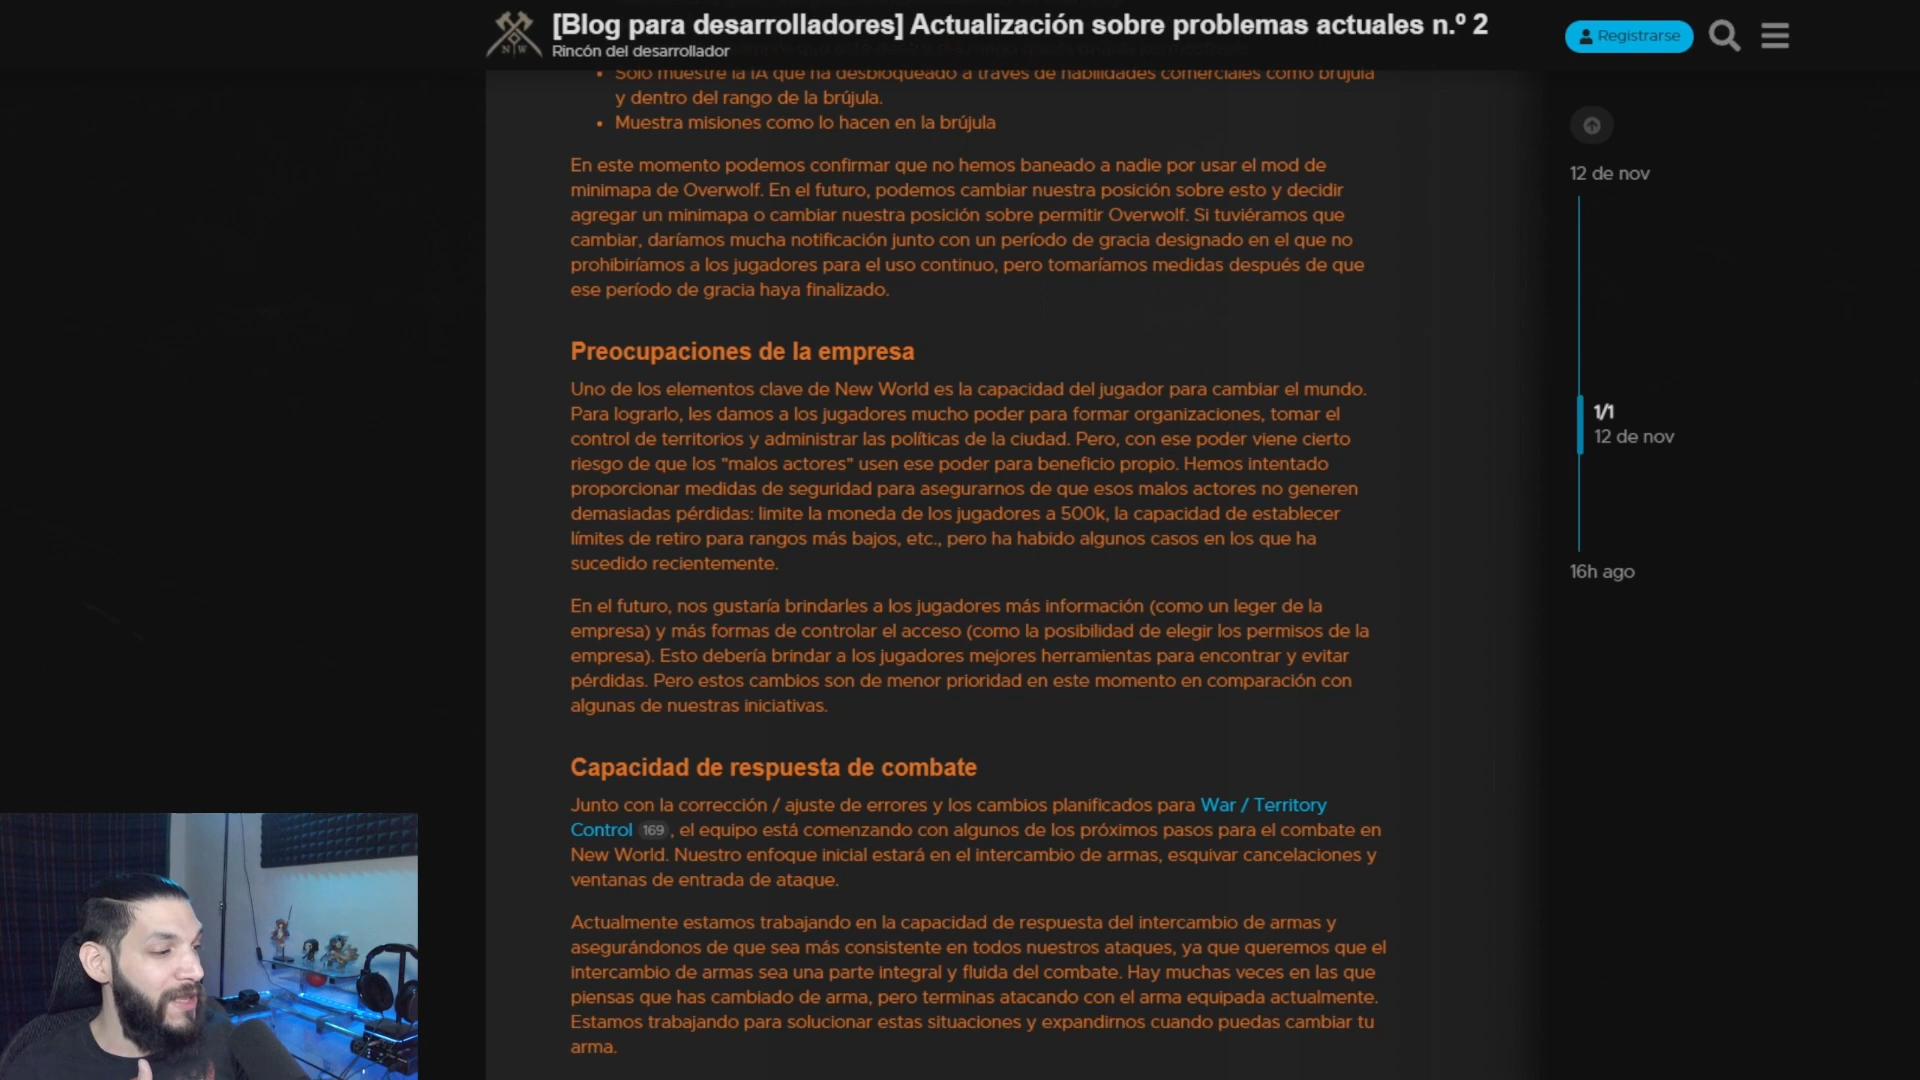 [Blog para desarrolladores] Actualización sobre problemas actuales n.º 2
Rincón del desarrollador
N W
Registrarse
Solo muestre la IA que ha desbloqueado a través de habilidades comerciales como brújula
y dentro del rango de la brújula.
Muestra misiones como lo hacen en la brújula
En este momento podemos confirmar que no hemos baneado a nadie por usar el mod de
minimapa de Overwolf. En el futuro, podemos cambiar nuestra posición sobre esto y decidir
agregar un minimapa o cambiar nuestra posición sobre permitir Overwolf. Si tuviéramos que
cambiar, daríamos mucha notificación junto con un período de gracia designado en el que no
prohibiríamos a los jugadores para el uso continuo, pero tomaríamos medidas después de que
ese período de gracia haya finalizado.
Preocupaciones de la empresa
Uno de los elementos clave de New World es la capacidad del jugador para cambiar el mundo.
Para lograrlo, les damos a los jugadores mucho poder para formar organizaciones, tomar el
control de territorios y administrar las políticas de la ciudad. Pero, con ese poder viene cierto
riesgo de que los "malos actores" usen ese poder para beneficio propio. Hemos intentado
proporcionar medidas de seguridad para asegurarnos de que esos malos actores no generen
demasiadas pérdidas: limite la moneda de los jugadores a 500k, la capacidad de establecer
límites de retiro para rangos más bajos, etc., pero ha habido algunos casos en los que ha
sucedido recientemente.
En el futuro, nos gustaría brindarles a los jugadores más información (como un leger de la
empresa) y más formas de controlar el acceso (como la posibilidad de elegir los permisos de la
empresa). Esto debería brindar a los jugadores mejores herramientas para encontrar y evitar
pérdidas. Pero estos cambios son de menor prioridad en este momento en comparación con
algunas de nuestras iniciativas.
Capacidad de respuesta de combate
Junto con la corrección / ajuste de errores y los cambios planificados para War / Territory
Control 169 , el equipo está comenzando con algunos de los próximos pasos para el combate en
New World. Nuestro enfoque inicial estará en el intercambio de armas, esquivar cancelaciones y
ventanas de entrada de ataque.
Actualmente estamos trabajando en la capacidad de respuesta del intercambio de armas y
asegurándonos de que sea más consistente en todos nuestros ataques, ya que queremos que el
intercambio de armas sea una parte integral y fluida del combate. Hay muchas veces en las que
piensas que has cambiado de arma, pero terminas atacando con el arma equipada actualmente.
Estamos trabajando para solucionar estas situaciones y expandirnos cuando puedas cambiar tu
arma.
12 de nov
1/1
12 de nov
16h ago